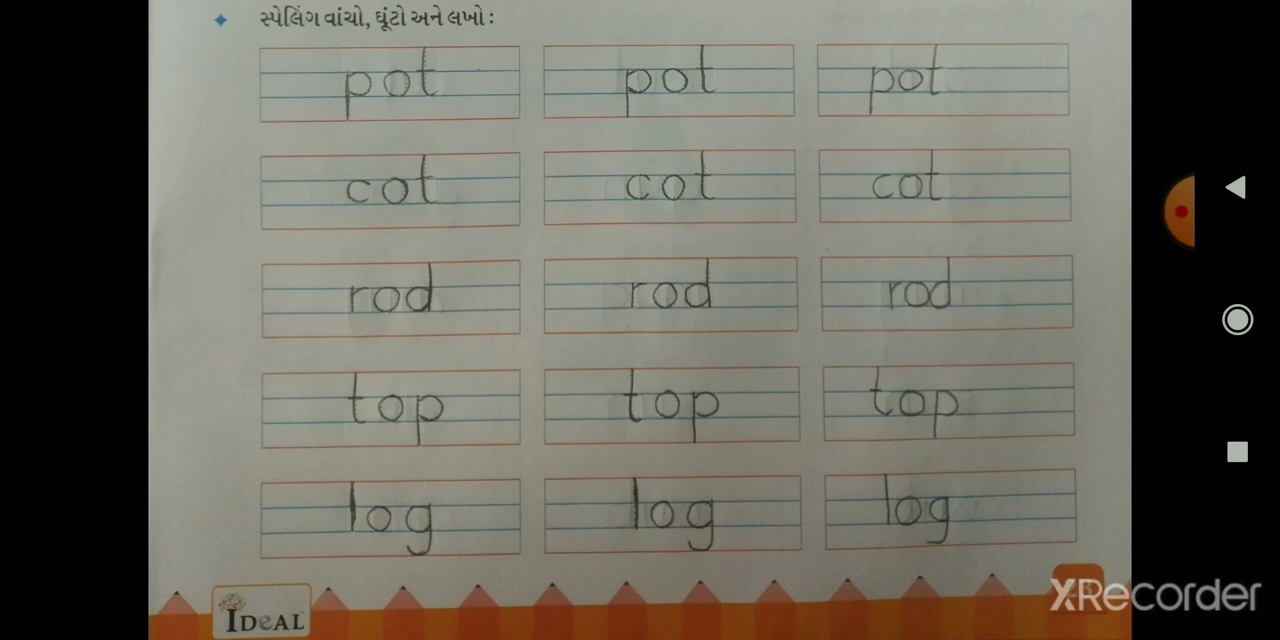 સ્પેલિંગ વાંચો, ઘૂંટો અને લખો :
pot pot pot
cot cot cot
rod rod rod
top top top
log log log
IDeAL
XRecorder